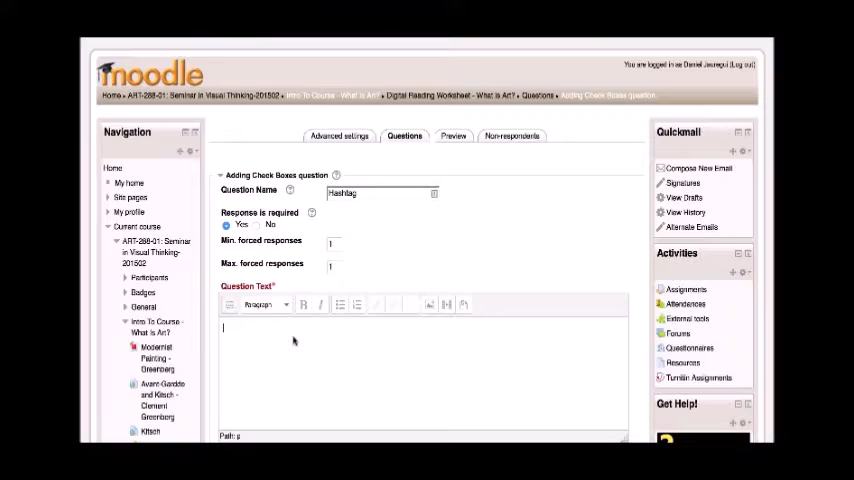 moodle
You are logged in as Daniel Jauregui (Log out)
Home ▸ ART-288-01: Seminar in Visual Thinking-201502 ▸ Intro To Course - What Is Art? ▸ Digital Reading Worksheet - What Is Art? ▸ Questions ▸ Adding Check Boxes question
Navigation
Home
My home
Site pages
My profile
Current course
ART-288-01: Seminar
in Visual Thinking-
201502
Participants
Badges
General
Intro To Course -
What Is Art?
Modernist
Painting -
Greenberg
Avant-Gardde
and Kitsch -
Clement
Greenberg
Kitsch
Advanced settings
Questions
Preview
Non-respondents
Adding Check Boxes question
Question Name
Hashtag
Response is required
Yes No
Min. forced responses
1
Max. forced responses
1
Question Text*
Paragraph
B I
Path: p
Quickmail
Compose New Email
Signatures
View Drafts
View History
Alternate Emails
Activities
Assignments
Attendances
External tools
Forums
Questionnaires
Resources
Turnitin Assignments
Get Help!
?